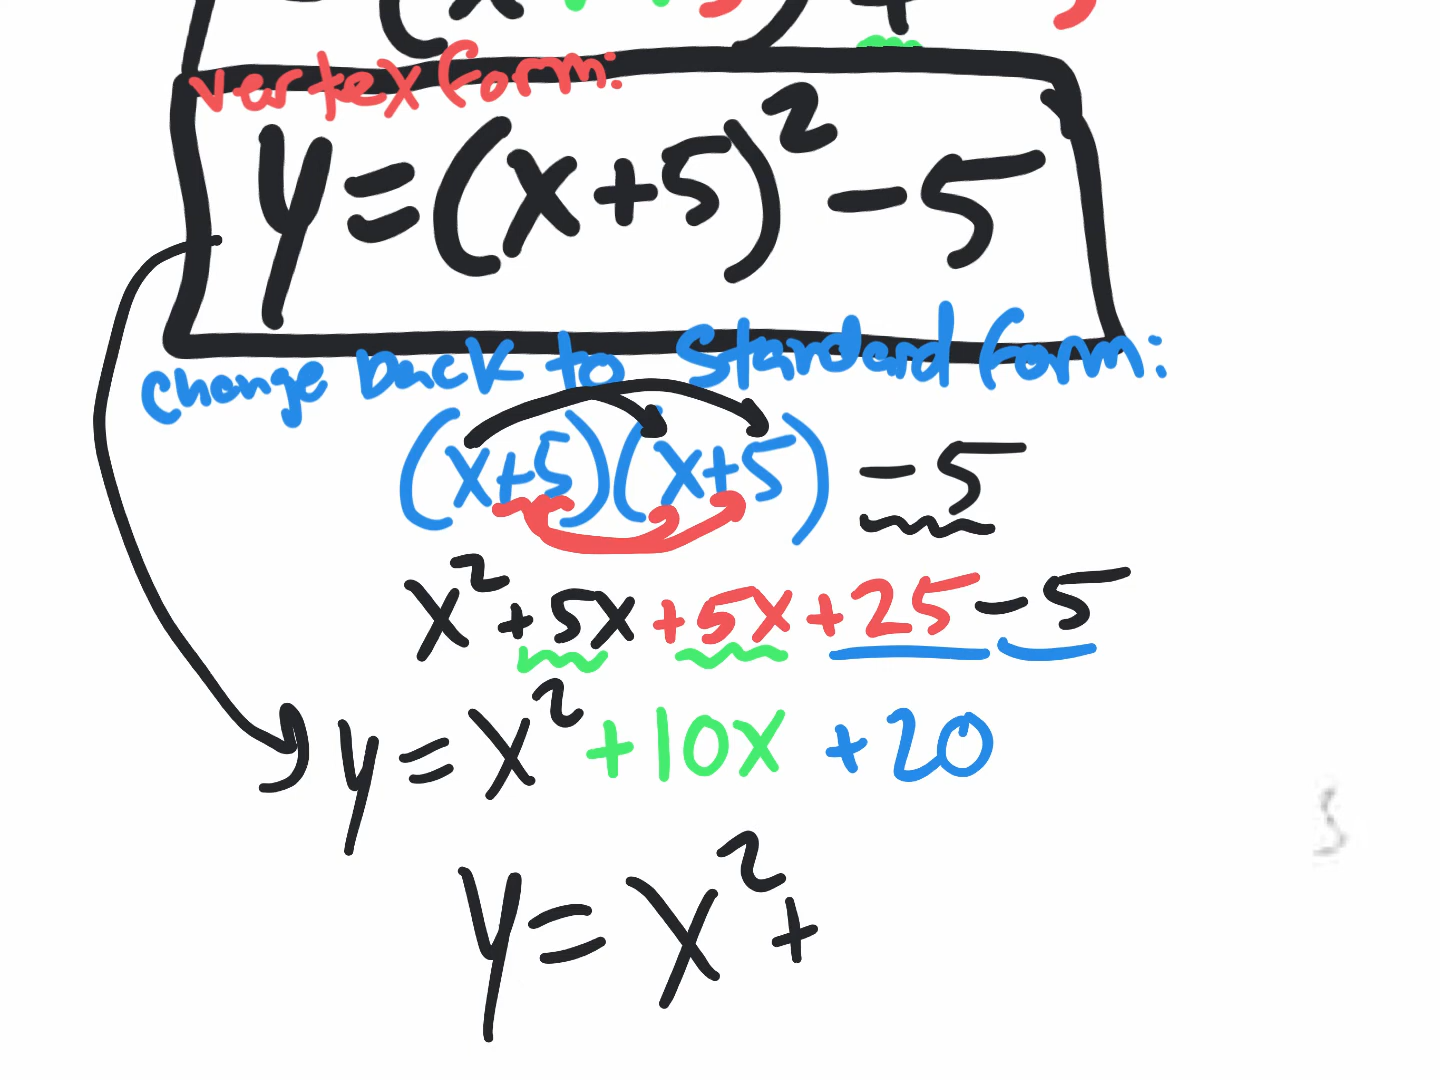 vertex form:
y = (x+5)² - 5
change back to standard form:
(x+5)(x+5) - 5
x² + 5x + 5x + 25 - 5
y = x² + 10x + 20
y = x² +